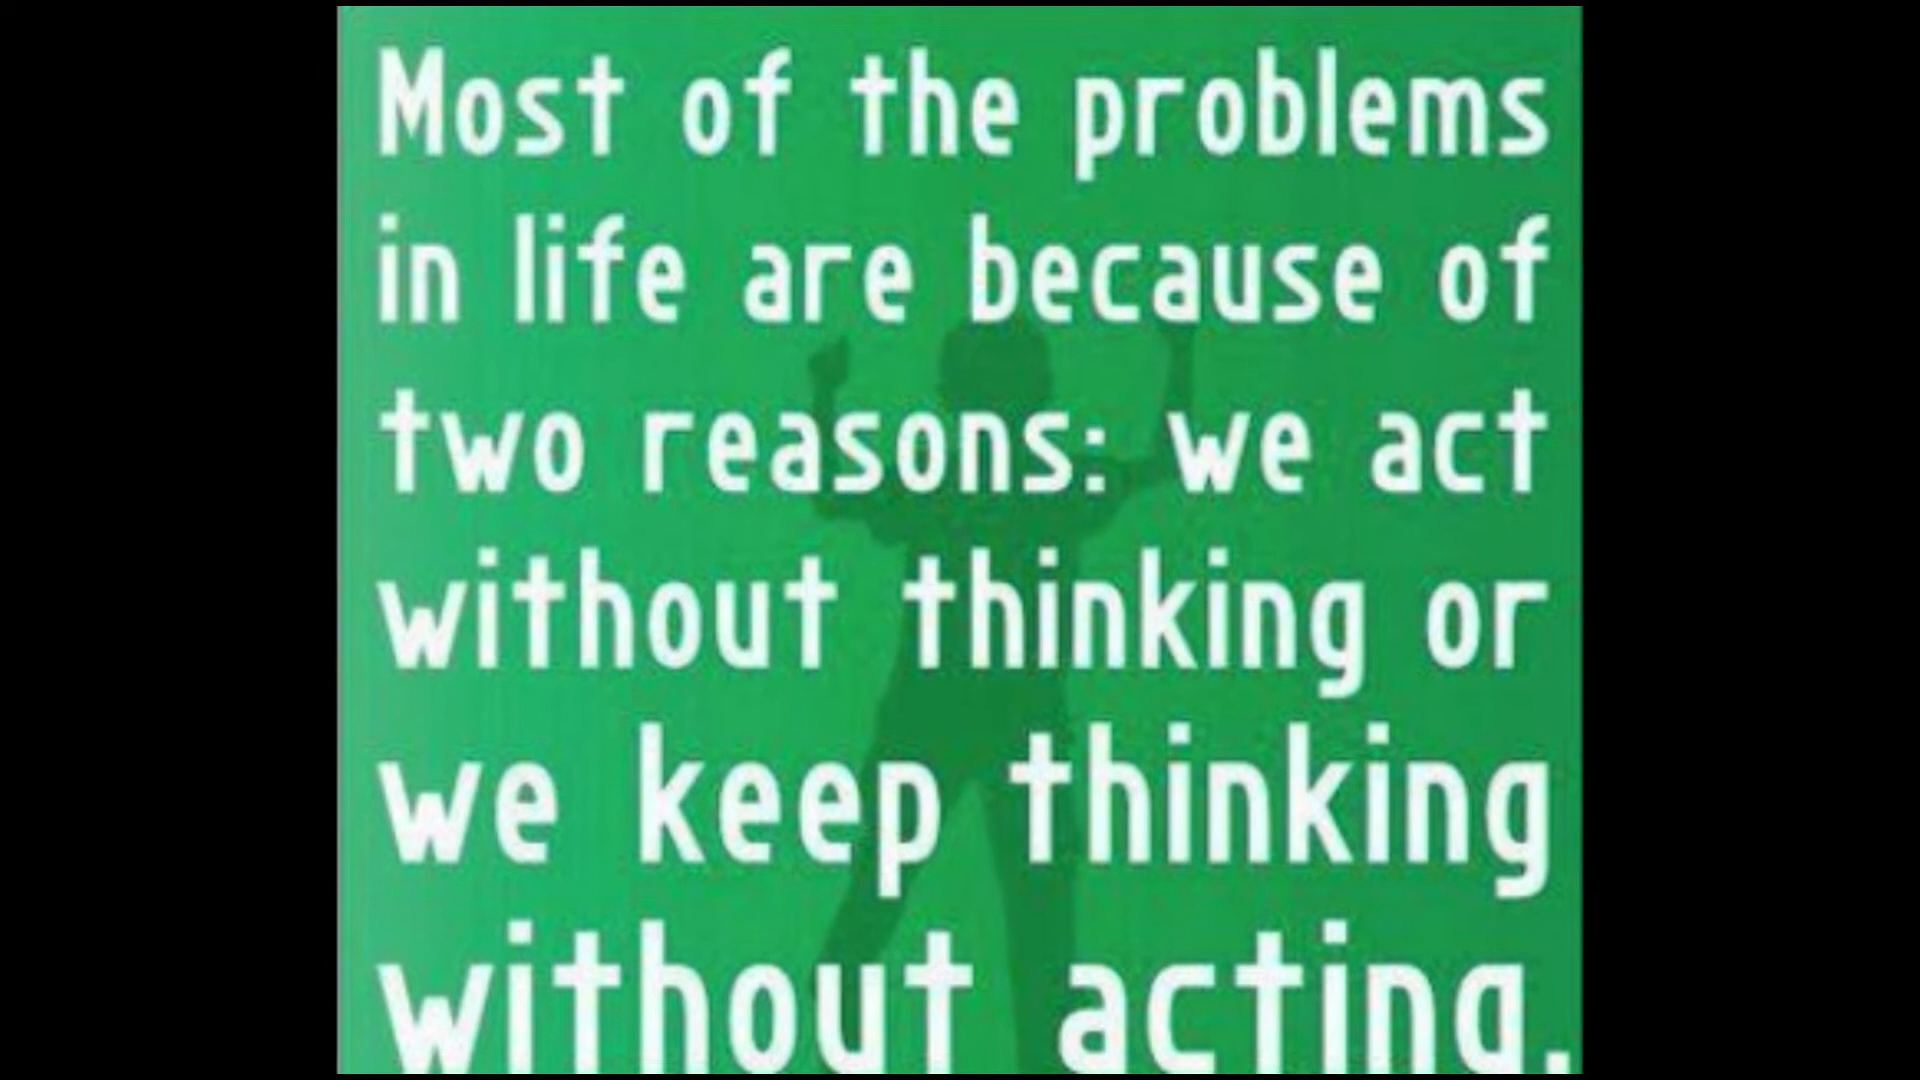 Most of the problems
in life are because of
two reasons: we act
without thinking or
we keep thinking
without acting.